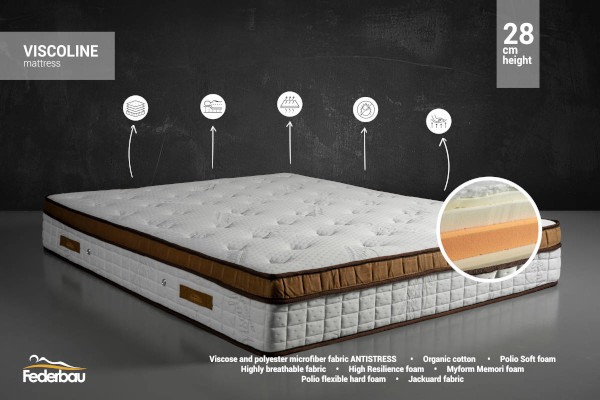 VISCOLINE
mattress
28
cm
height
Viscose and polyester microfiber fabric ANTISTRESS • Organic cotton • Polio Soft foam
Highly breathable fabric • High Resilience foam • Myform Memori foam
Polio flexible hard foam • Jackuard fabric
Federbau